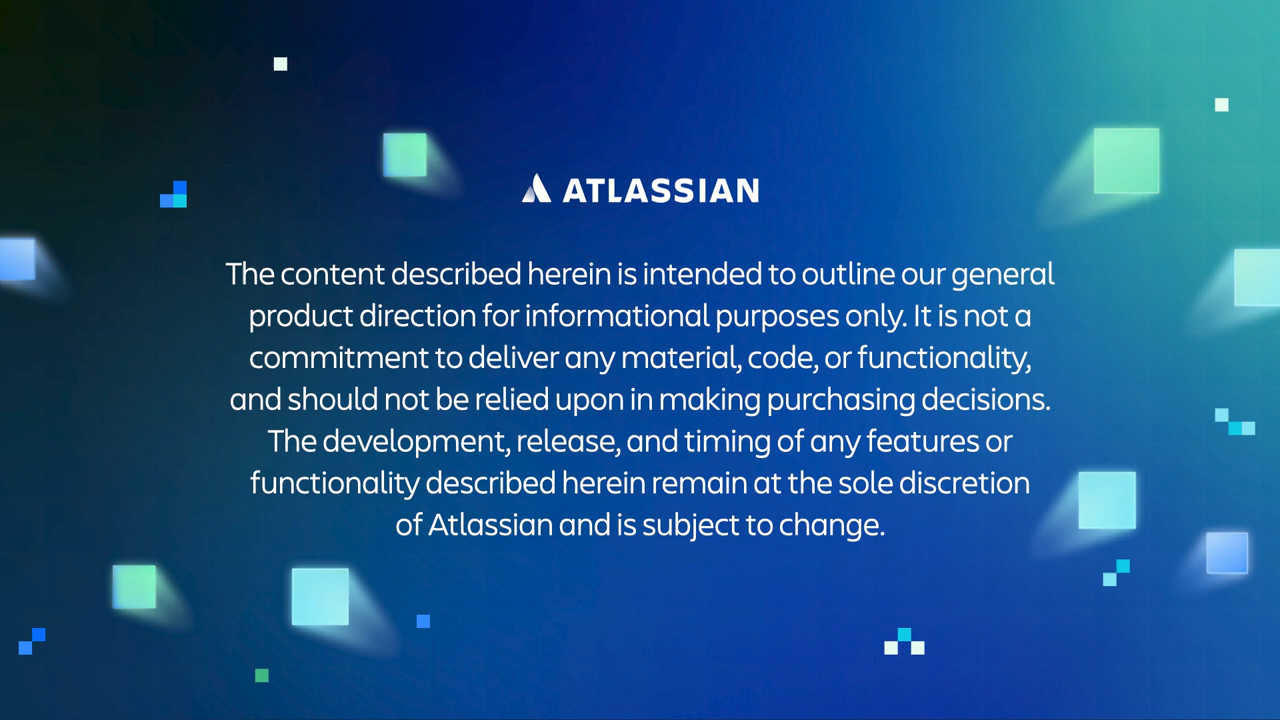 ATLASSIAN
The content described herein is intended to outline our general
product direction for informational purposes only. It is not a
commitment to deliver any material, code, or functionality,
and should not be relied upon in making purchasing decisions.
The development, release, and timing of any features or
functionality described herein remain at the sole discretion
of Atlassian and is subject to change.